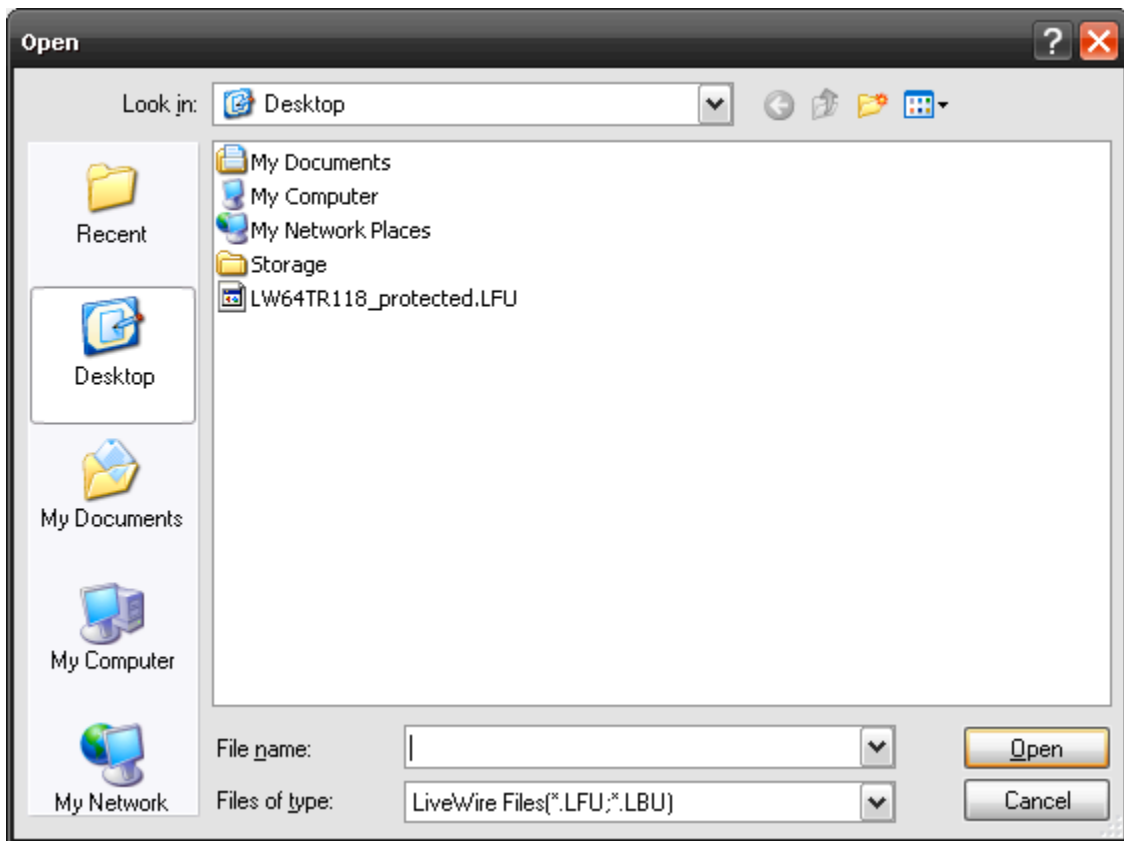 Open
Look in: Desktop
Recent
Desktop
My Documents
My Computer
My Network
My Documents
My Computer
My Network Places
Storage
LW64TR118_protected.LFU
File name:
Open
Files of type: LiveWire Files(*.LFU;*.LBU)
Cancel